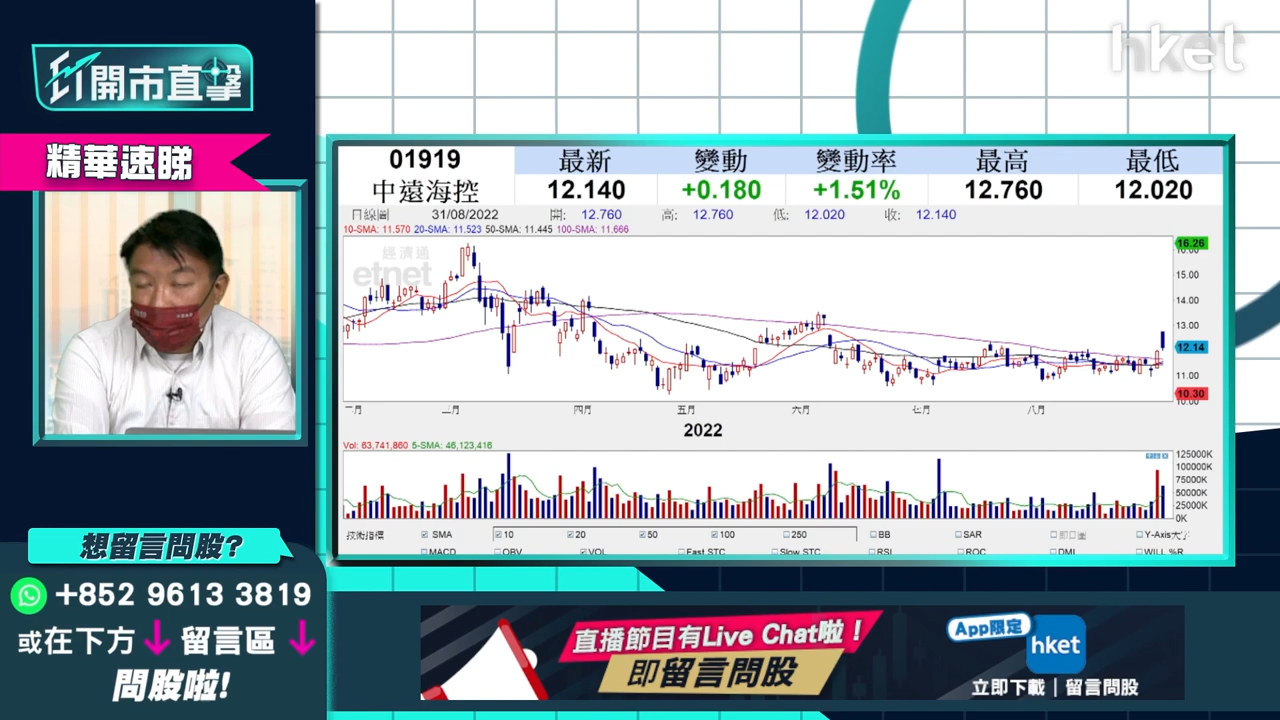 hket
ET開市直擊
精華速睇
01919 最新 變動 變動率 最高 最低
中遠海控 12.140 +0.180 +1.51% 12.760 12.020
日線圖 31/08/2022 開: 12.760 高: 12.760 低: 12.020 收: 12.140
10-SMA: 11.570 20-SMA: 11.523 50-SMA: 11.445 100-SMA: 11.666
經濟通
etnet
16.26
15.00
14.00
13.00
12.14
11.00
10.30
10.00
二月 三月 四月 五月 六月 七月 八月
2022
Vol: 63,741,860 5-SMA: 46,123,416
125000K
100000K
75000K
50000K
25000K
0K
技術指標 SMA 10 20 50 100 250 BB SAR Y-Axis大
MACD OBV VOL Fast STC Slow STC RSI ROC DMI WILL %R
想留言問股?
+852 9613 3819
或在下方 留言區
問股啦!
直播節目有Live Chat啦!
即留言問股
App限定
hket
立即下載|留言問股